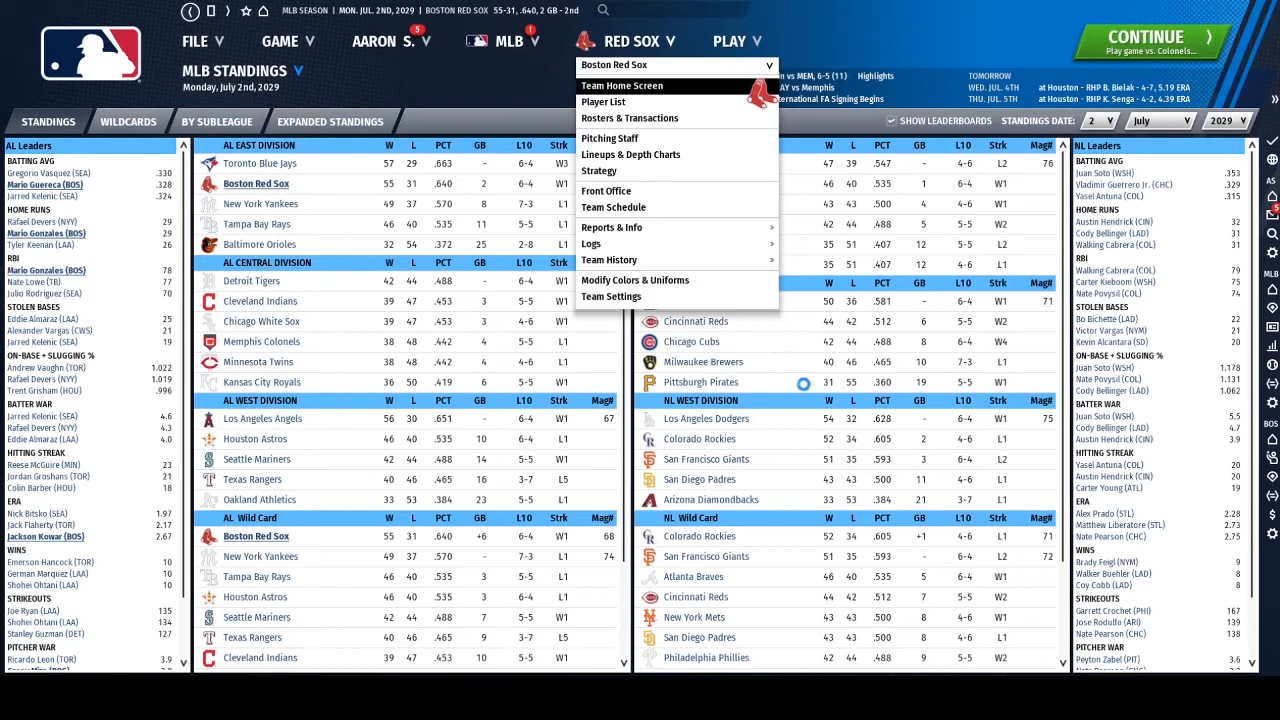 MLB SEASON | MON. JUL. 2ND, 2029 | BOSTON RED SOX 55-31, .640, 2 GB - 2nd
FILE GAME AARON S. 5 MLB ! RED SOX PLAY
CONTINUE
Play game vs. Colonels...
MLB STANDINGS
Monday, July 2nd, 2029
Boston Red Sox
Team Home Screen
Player List
Rosters & Transactions
Pitching Staff
Lineups & Depth Charts
Strategy
Front Office
Team Schedule
Reports & Info
Logs
Team History
Modify Colors & Uniforms
Team Settings
n vs MEM, 6-5 (11) Highlights
AY vs Memphis
ternational FA Signing Begins
TOMORROW
WED. JUL. 4TH at Houston - RHP B. Bielak - 4-7, 5.19 ERA
THU. JUL. 5TH at Houston - RHP K. Senga - 4-2, 4.39 ERA
STANDINGS WILDCARDS BY SUBLEAGUE EXPANDED STANDINGS
SHOW LEADERBOARDS STANDINGS DATE: 2 July 2029
AL Leaders
BATTING AVG
Gregorio Vasquez (SEA) .330
Mario Guereca (BOS) .328
Jarred Kelenic (SEA) .324
HOME RUNS
Rafael Devers (NYY) 29
Mario Gonzales (BOS) 29
Tyler Keenan (LAA) 26
RBI
Mario Gonzales (BOS) 78
Nate Lowe (TB) 77
Julio Rodriguez (SEA) 70
STOLEN BASES
Eddie Almaraz (LAA) 25
Alexander Vargas (CWS) 21
Jarred Kelenic (SEA) 19
ON-BASE + SLUGGING %
Andrew Vaughn (TOR) 1.022
Rafael Devers (NYY) 1.019
Trent Grisham (HOU) .996
BATTER WAR
Jarred Kelenic (SEA) 4.6
Rafael Devers (NYY) 4.3
Eddie Almaraz (LAA) 4.0
HITTING STREAK
Reese McGuire (MIN) 23
Jordan Groshans (TOR) 21
Colin Barber (HOU) 18
ERA
Nick Bitsko (SEA) 1.97
Jack Flaherty (TOR) 2.17
Jackson Kowar (BOS) 2.67
WINS
Emerson Hancock (TOR) 10
German Marquez (LAA) 10
Shohei Ohtani (LAA) 10
STRIKEOUTS
Joe Ryan (LAA) 135
Shohei Ohtani (LAA) 134
Stanley Guzman (DET) 127
PITCHER WAR
Ricardo Leon (TOR) 3.9
AL EAST DIVISION W L PCT GB L10 Strk
Toronto Blue Jays 57 29 .663 - 6-4 W3
Boston Red Sox 55 31 .640 2 6-4 W1
New York Yankees 49 37 .570 8 7-3 L1
Tampa Bay Rays 46 40 .535 11 5-5 L1
Baltimore Orioles 32 54 .372 25 2-8 L1
AL CENTRAL DIVISION W L PCT GB L10 Strk
Detroit Tigers 42 44 .488 - 5-5 W1
Cleveland Indians 39 47 .453 3 5-5 W1
Chicago White Sox 39 47 .453 3 4-6 W1
Memphis Colonels 38 48 .442 4 5-5 L1
Minnesota Twins 38 48 .442 4 4-6 L1
Kansas City Royals 36 50 .419 6 5-5 W1
AL WEST DIVISION W L PCT GB L10 Strk Mag#
Los Angeles Angels 56 30 .651 - 6-4 W1 67
Houston Astros 46 40 .535 10 6-4 L1
Seattle Mariners 42 44 .488 14 5-5 W1
Texas Rangers 40 46 .465 16 3-7 L5
Oakland Athletics 33 53 .384 23 5-5 L1
AL Wild Card W L PCT GB L10 Strk Mag#
Boston Red Sox 55 31 .640 +6 6-4 W1 68
New York Yankees 49 37 .570 - 7-3 L1 74
Tampa Bay Rays 46 40 .535 3 5-5 L1
Houston Astros 46 40 .535 3 6-4 L1
Seattle Mariners 42 44 .488 7 5-5 W1
Texas Rangers 40 46 .465 9 3-7 L5
Cleveland Indians 39 47 .453 10 5-5 W1
W L PCT GB L10 Strk Mag#
47 39 .547 - 4-6 L2 76
46 40 .535 1 6-4 W1
43 43 .500 4 4-6 W1
42 44 .488 5 5-5 W2
35 51 .407 12 5-5 L2
35 51 .407 12 4-6 L1
W L PCT GB L10 Strk Mag#
50 36 .581 - 6-4 W1 71
Cincinnati Reds 44 42 .512 6 5-5 W2
Chicago Cubs 42 44 .488 8 6-4 W4
Milwaukee Brewers 40 46 .465 10 7-3 L1
Pittsburgh Pirates 31 55 .360 19 5-5 W1
NL WEST DIVISION W L PCT GB L10 Strk Mag#
Los Angeles Dodgers 54 32 .628 - 6-4 W1 75
Colorado Rockies 52 34 .605 2 4-6 L1
San Francisco Giants 51 35 .593 3 6-4 L2
San Diego Padres 43 43 .500 11 4-6 L1
Arizona Diamondbacks 33 53 .384 21 3-7 L1
NL Wild Card W L PCT GB L10 Strk Mag#
Colorado Rockies 52 34 .605 +1 4-6 L1 71
San Francisco Giants 51 35 .593 - 6-4 L2 72
Atlanta Braves 46 40 .535 5 6-4 W1
Cincinnati Reds 44 42 .512 7 5-5 W2
New York Mets 43 43 .500 8 4-6 W1
San Diego Padres 43 43 .500 8 4-6 L1
Philadelphia Phillies 42 44 .488 9 5-5 W2
NL Leaders
BATTING AVG
Juan Soto (WSH) .353
Vladimir Guerrero Jr. (CHC) .329
Yasel Antuna (COL) .315
HOME RUNS
Austin Hendrick (CIN) 32
Cody Bellinger (LAD) 31
Walking Cabrera (COL) 31
RBI
Walking Cabrera (COL) 79
Carter Kieboom (WSH) 75
Nate Povysil (COL) 74
STOLEN BASES
Bo Bichette (LAD) 22
Victor Vargas (NYM) 21
Kevin Alcantara (SD) 20
ON-BASE + SLUGGING %
Juan Soto (WSH) 1.178
Nate Povysil (COL) 1.131
Cody Bellinger (LAD) 1.062
BATTER WAR
Juan Soto (WSH) 5.5
Cody Bellinger (LAD) 4.7
Austin Hendrick (CIN) 3.9
HITTING STREAK
Yasel Antuna (COL) 20
Austin Hendrick (CIN) 20
Carter Young (ATL) 19
ERA
Alex Prado (STL) 2.28
Matthew Liberatore (STL) 2.73
Nate Pearson (CHC) 2.75
WINS
Brady Feigl (NYM) 9
Walker Buehler (LAD) 8
Coy Cobb (LAD) 8
STRIKEOUTS
Garrett Crochet (PHI) 167
Jose Rodulfo (ARI) 139
Nate Pearson (CHC) 138
PITCHER WAR
Peyton Zabel (PIT) 3.6
AS
5
MLB
BOS